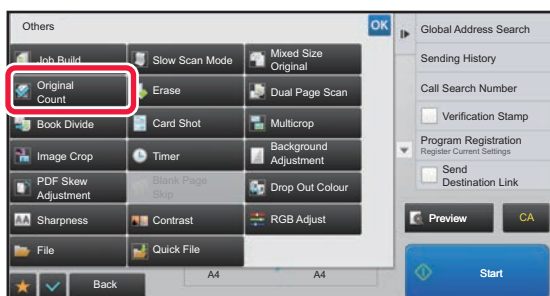 Others
OK
Job Build
Slow Scan Mode
Mixed Size
Original
Original
Count
Erase
Dual Page Scan
Book Divide
Card Shot
Multicrop
Image Crop
Timer
Background
Adjustment
PDF Skew
Adjustment
Blank Page
Skip
Drop Out Colour
AA
Sharpness
Contrast
RGB Adjust
File
Quick File
Back
A4
A4
Global Address Search
Sending History
Call Search Number
Verification Stamp
Program Registration
Register Current Settings
Send
Destination Link
Preview
CA
Start